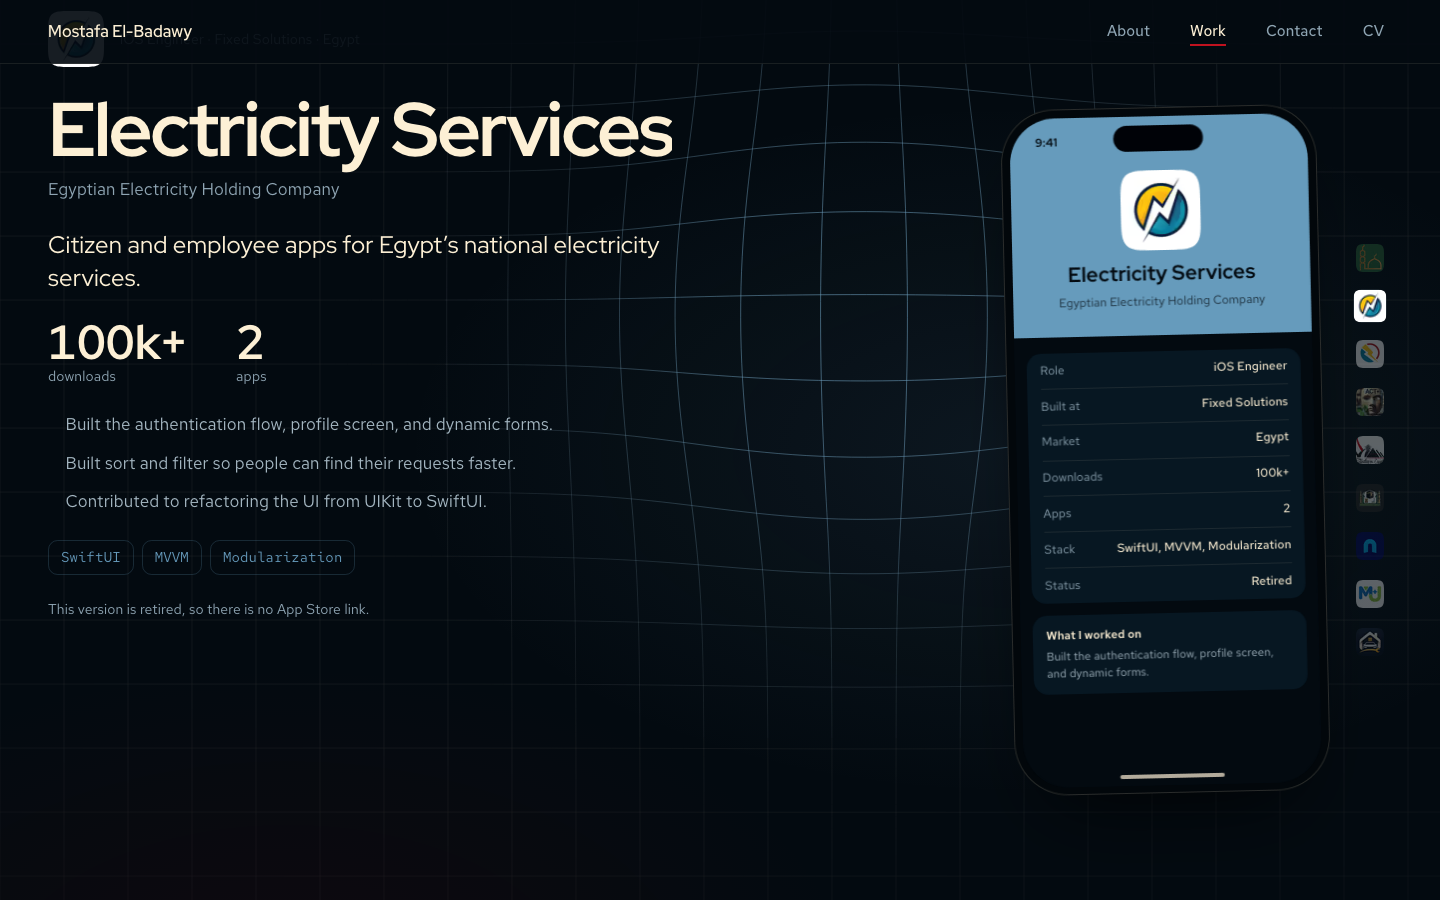 Mostafa El-Badawy
About
Work
Contact
CV
iOS Engineer Fixed Solutions Egypt
Electricity Services
Egyptian Electricity Holding Company
Citizen and employee apps for Egypt’s national electricity
services.
100k+
downloads
2
apps
Built the authentication flow, profile screen, and dynamic forms.
Built sort and filter so people can find their requests faster.
Contributed to refactoring the UI from UIKit to SwiftUI.
SwiftUI
MVVM
Modularization
This version is retired, so there is no App Store link.
9:41
Electricity Services
Egyptian Electricity Holding Company
Role iOS Engineer
Built at Fixed Solutions
Market Egypt
Downloads 100k+
Apps 2
Stack SwiftUI, MVVM, Modularization
Status Retired
What I worked on
Built the authentication flow, profile screen,
and dynamic forms.